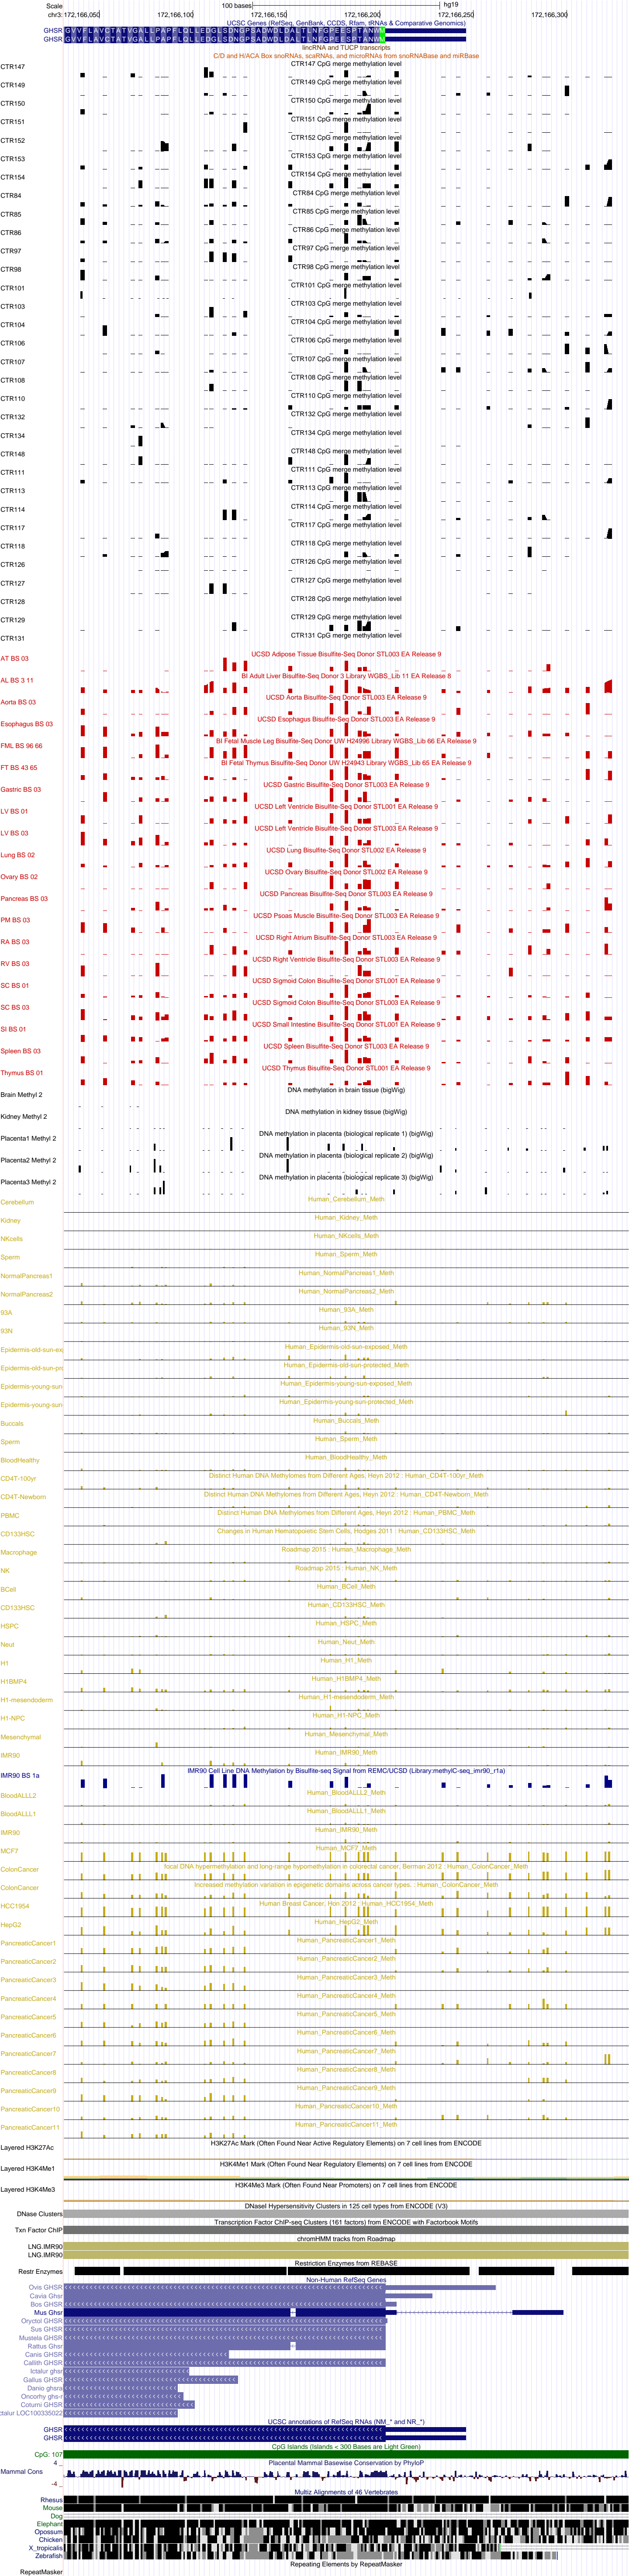 Scale 100 bases hg19
chr3: 172,166,050 172,166,100 172,166,150 172,166,200 172,166,250 172,166,300
UCSC Genes (RefSeq, GenBank, CCDS, Rfam, tRNAs & Comparative Genomics)
GHSR GVVFLAVCTATVGALLPAPFLQLLEDGLSDNGPSADWDLDALTLNFGPEESPTANWM
GHSR GVVFLAVCTATVGALLPAPFLQLLEDGLSDNGPSADWDLDALTLNFGPEESPTANWM
lincRNA and TUCP transcripts
C/D and H/ACA Box snoRNAs, scaRNAs, and microRNAs from snoRNABase and miRBase
CTR147 CpG merge methylation level
CTR147
CTR149 CpG merge methylation level
CTR149
CTR150 CpG merge methylation level
CTR150
CTR151 CpG merge methylation level
CTR151
CTR152 CpG merge methylation level
CTR152
CTR153 CpG merge methylation level
CTR153
CTR154 CpG merge methylation level
CTR154
CTR84 CpG merge methylation level
CTR84
CTR85 CpG merge methylation level
CTR85
CTR86 CpG merge methylation level
CTR86
CTR97 CpG merge methylation level
CTR97
CTR98 CpG merge methylation level
CTR98
CTR101 CpG merge methylation level
CTR101
CTR103 CpG merge methylation level
CTR103
CTR104 CpG merge methylation level
CTR104
CTR106 CpG merge methylation level
CTR106
CTR107 CpG merge methylation level
CTR107
CTR108 CpG merge methylation level
CTR108
CTR110 CpG merge methylation level
CTR110
CTR132 CpG merge methylation level
CTR132
CTR134 CpG merge methylation level
CTR134
CTR148 CpG merge methylation level
CTR148
CTR111 CpG merge methylation level
CTR111
CTR113 CpG merge methylation level
CTR113
CTR114 CpG merge methylation level
CTR114
CTR117 CpG merge methylation level
CTR117
CTR118 CpG merge methylation level
CTR118
CTR126 CpG merge methylation level
CTR126
CTR127 CpG merge methylation level
CTR127
CTR128 CpG merge methylation level
CTR128
CTR129 CpG merge methylation level
CTR129
CTR131 CpG merge methylation level
CTR131
UCSD Adipose Tissue Bisulfite-Seq Donor STL003 EA Release 9
AT BS 03
BI Adult Liver Bisulfite-Seq Donor 3 Library WGBS_Lib 11 EA Release 8
AL BS 3 11
UCSD Aorta Bisulfite-Seq Donor STL003 EA Release 9
Aorta BS 03
UCSD Esophagus Bisulfite-Seq Donor STL003 EA Release 9
Esophagus BS 03
BI Fetal Muscle Leg Bisulfite-Seq Donor UW H24996 Library WGBS_Lib 66 EA Release 9
FML BS 96 66
BI Fetal Thymus Bisulfite-Seq Donor UW H24943 Library WGBS_Lib 65 EA Release 9
FT BS 43 65
UCSD Gastric Bisulfite-Seq Donor STL003 EA Release 9
Gastric BS 03
UCSD Left Ventricle Bisulfite-Seq Donor STL001 EA Release 9
LV BS 01
UCSD Left Ventricle Bisulfite-Seq Donor STL003 EA Release 9
LV BS 03
UCSD Lung Bisulfite-Seq Donor STL002 EA Release 9
Lung BS 02
UCSD Ovary Bisulfite-Seq Donor STL002 EA Release 9
Ovary BS 02
UCSD Pancreas Bisulfite-Seq Donor STL003 EA Release 9
Pancreas BS 03
UCSD Psoas Muscle Bisulfite-Seq Donor STL003 EA Release 9
PM BS 03
UCSD Right Atrium Bisulfite-Seq Donor STL003 EA Release 9
RA BS 03
UCSD Right Ventricle Bisulfite-Seq Donor STL003 EA Release 9
RV BS 03
UCSD Sigmoid Colon Bisulfite-Seq Donor STL001 EA Release 9
SC BS 01
UCSD Sigmoid Colon Bisulfite-Seq Donor STL003 EA Release 9
SC BS 03
UCSD Small Intestine Bisulfite-Seq Donor STL001 EA Release 9
SI BS 01
UCSD Spleen Bisulfite-Seq Donor STL003 EA Release 9
Spleen BS 03
UCSD Thymus Bisulfite-Seq Donor STL001 EA Release 9
Thymus BS 01
DNA methylation in brain tissue (bigWig)
Brain Methyl 2
DNA methylation in kidney tissue (bigWig)
Kidney Methyl 2
DNA methylation in placenta (biological replicate 1) (bigWig)
Placenta1 Methyl 2
DNA methylation in placenta (biological replicate 2) (bigWig)
Placenta2 Methyl 2
DNA methylation in placenta (biological replicate 3) (bigWig)
Placenta3 Methyl 2
Human_Cerebellum_Meth
Cerebellum
Human_Kidney_Meth
Kidney
Human_NKcells_Meth
NKcells
Human_Sperm_Meth
Sperm
Human_NormalPancreas1_Meth
NormalPancreas1
Human_NormalPancreas2_Meth
NormalPancreas2
Human_93A_Meth
93A
Human_93N_Meth
93N
Human_Epidermis-old-sun-exposed_Meth
Epidermis-old-sun-ex
Human_Epidermis-old-sun-protected_Meth
Epidermis-old-sun-pro
Human_Epidermis-young-sun-exposed_Meth
Epidermis-young-sun
Human_Epidermis-young-sun-protected_Meth
Epidermis-young-sun
Human_Buccals_Meth
Buccals
Human_Sperm_Meth
Sperm
Human_BloodHealthy_Meth
BloodHealthy
Distinct Human DNA Methylomes from Different Ages, Heyn 2012 : Human_CD4T-100yr_Meth
CD4T-100yr
Distinct Human DNA Methylomes from Different Ages, Heyn 2012 : Human_CD4T-Newborn_Meth
CD4T-Newborn
Distinct Human DNA Methylomes from Different Ages, Heyn 2012 : Human_PBMC_Meth
PBMC
Changes in Human Hematopoietic Stem Cells, Hodges 2011 : Human_CD133HSC_Meth
CD133HSC
Roadmap 2015 : Human_Macrophage_Meth
Macrophage
Roadmap 2015 : Human_NK_Meth
NK
Human_BCell_Meth
BCell
Human_CD133HSC_Meth
CD133HSC
Human_HSPC_Meth
HSPC
Human_Neut_Meth
Neut
Human_H1_Meth
H1
Human_H1BMP4_Meth
H1BMP4
Human_H1-mesendoderm_Meth
H1-mesendoderm
Human_H1-NPC_Meth
H1-NPC
Human_Mesenchymal_Meth
Mesenchymal
Human_IMR90_Meth
IMR90
IMR90 Cell Line DNA Methylation by Bisulfite-seq Signal from REMC/UCSD (Library:methylC-seq_imr90_r1a)
IMR90 BS 1a
Human_BloodALLL2_Meth
BloodALLL2
Human_BloodALLL1_Meth
BloodALLL1
Human_IMR90_Meth
IMR90
Human_MCF7_Meth
MCF7
focal DNA hypermethylation and long-range hypomethylation in colorectal cancer, Berman 2012 : Human_ColonCancer_Meth
ColonCancer
Increased methylation variation in epigenetic domains across cancer types. : Human_ColonCancer_Meth
ColonCancer
Human Breast Cancer, Hon 2012 : Human_HCC1954_Meth
HCC1954
Human_HepG2_Meth
HepG2
Human_PancreaticCancer1_Meth
PancreaticCancer1
Human_PancreaticCancer2_Meth
PancreaticCancer2
Human_PancreaticCancer3_Meth
PancreaticCancer3
Human_PancreaticCancer4_Meth
PancreaticCancer4
Human_PancreaticCancer5_Meth
PancreaticCancer5
Human_PancreaticCancer6_Meth
PancreaticCancer6
Human_PancreaticCancer7_Meth
PancreaticCancer7
Human_PancreaticCancer8_Meth
PancreaticCancer8
Human_PancreaticCancer9_Meth
PancreaticCancer9
Human_PancreaticCancer10_Meth
PancreaticCancer10
Human_PancreaticCancer11_Meth
PancreaticCancer11
H3K27Ac Mark (Often Found Near Active Regulatory Elements) on 7 cell lines from ENCODE
Layered H3K27Ac
H3K4Me1 Mark (Often Found Near Regulatory Elements) on 7 cell lines from ENCODE
Layered H3K4Me1
H3K4Me3 Mark (Often Found Near Promoters) on 7 cell lines from ENCODE
Layered H3K4Me3
DNaseI Hypersensitivity Clusters in 125 cell types from ENCODE (V3)
DNase Clusters
Transcription Factor ChIP-seq Clusters (161 factors) from ENCODE with Factorbook Motifs
Txn Factor ChIP
chromHMM tracks from Roadmap
LNG.IMR90
LNG.IMR90
Restriction Enzymes from REBASE
Restr Enzymes
Non-Human RefSeq Genes
Ovis GHSR
Cavia Ghsr
Bos GHSR
Mus Ghsr
Oryctol GHSR
Sus GHSR
Mustela GHSR
Rattus Ghsr
Canis GHSR
Callith GHSR
Ictalur ghsr
Gallus GHSR
Danio ghsra
Oncorhy ghs-r
Coturni GHSR
ctalur LOC100335022
UCSC annotations of RefSeq RNAs (NM_* and NR_*)
GHSR
GHSR
CpG Islands (Islands < 300 Bases are Light Green)
CpG: 107
Placental Mammal Basewise Conservation by PhyloP
4 _
Mammal Cons
-4 _
Multiz Alignments of 46 Vertebrates
Rhesus
Mouse
Dog
Elephant
Opossum
Chicken
X_tropicalis
Zebrafish
Repeating Elements by RepeatMasker
RepeatMasker